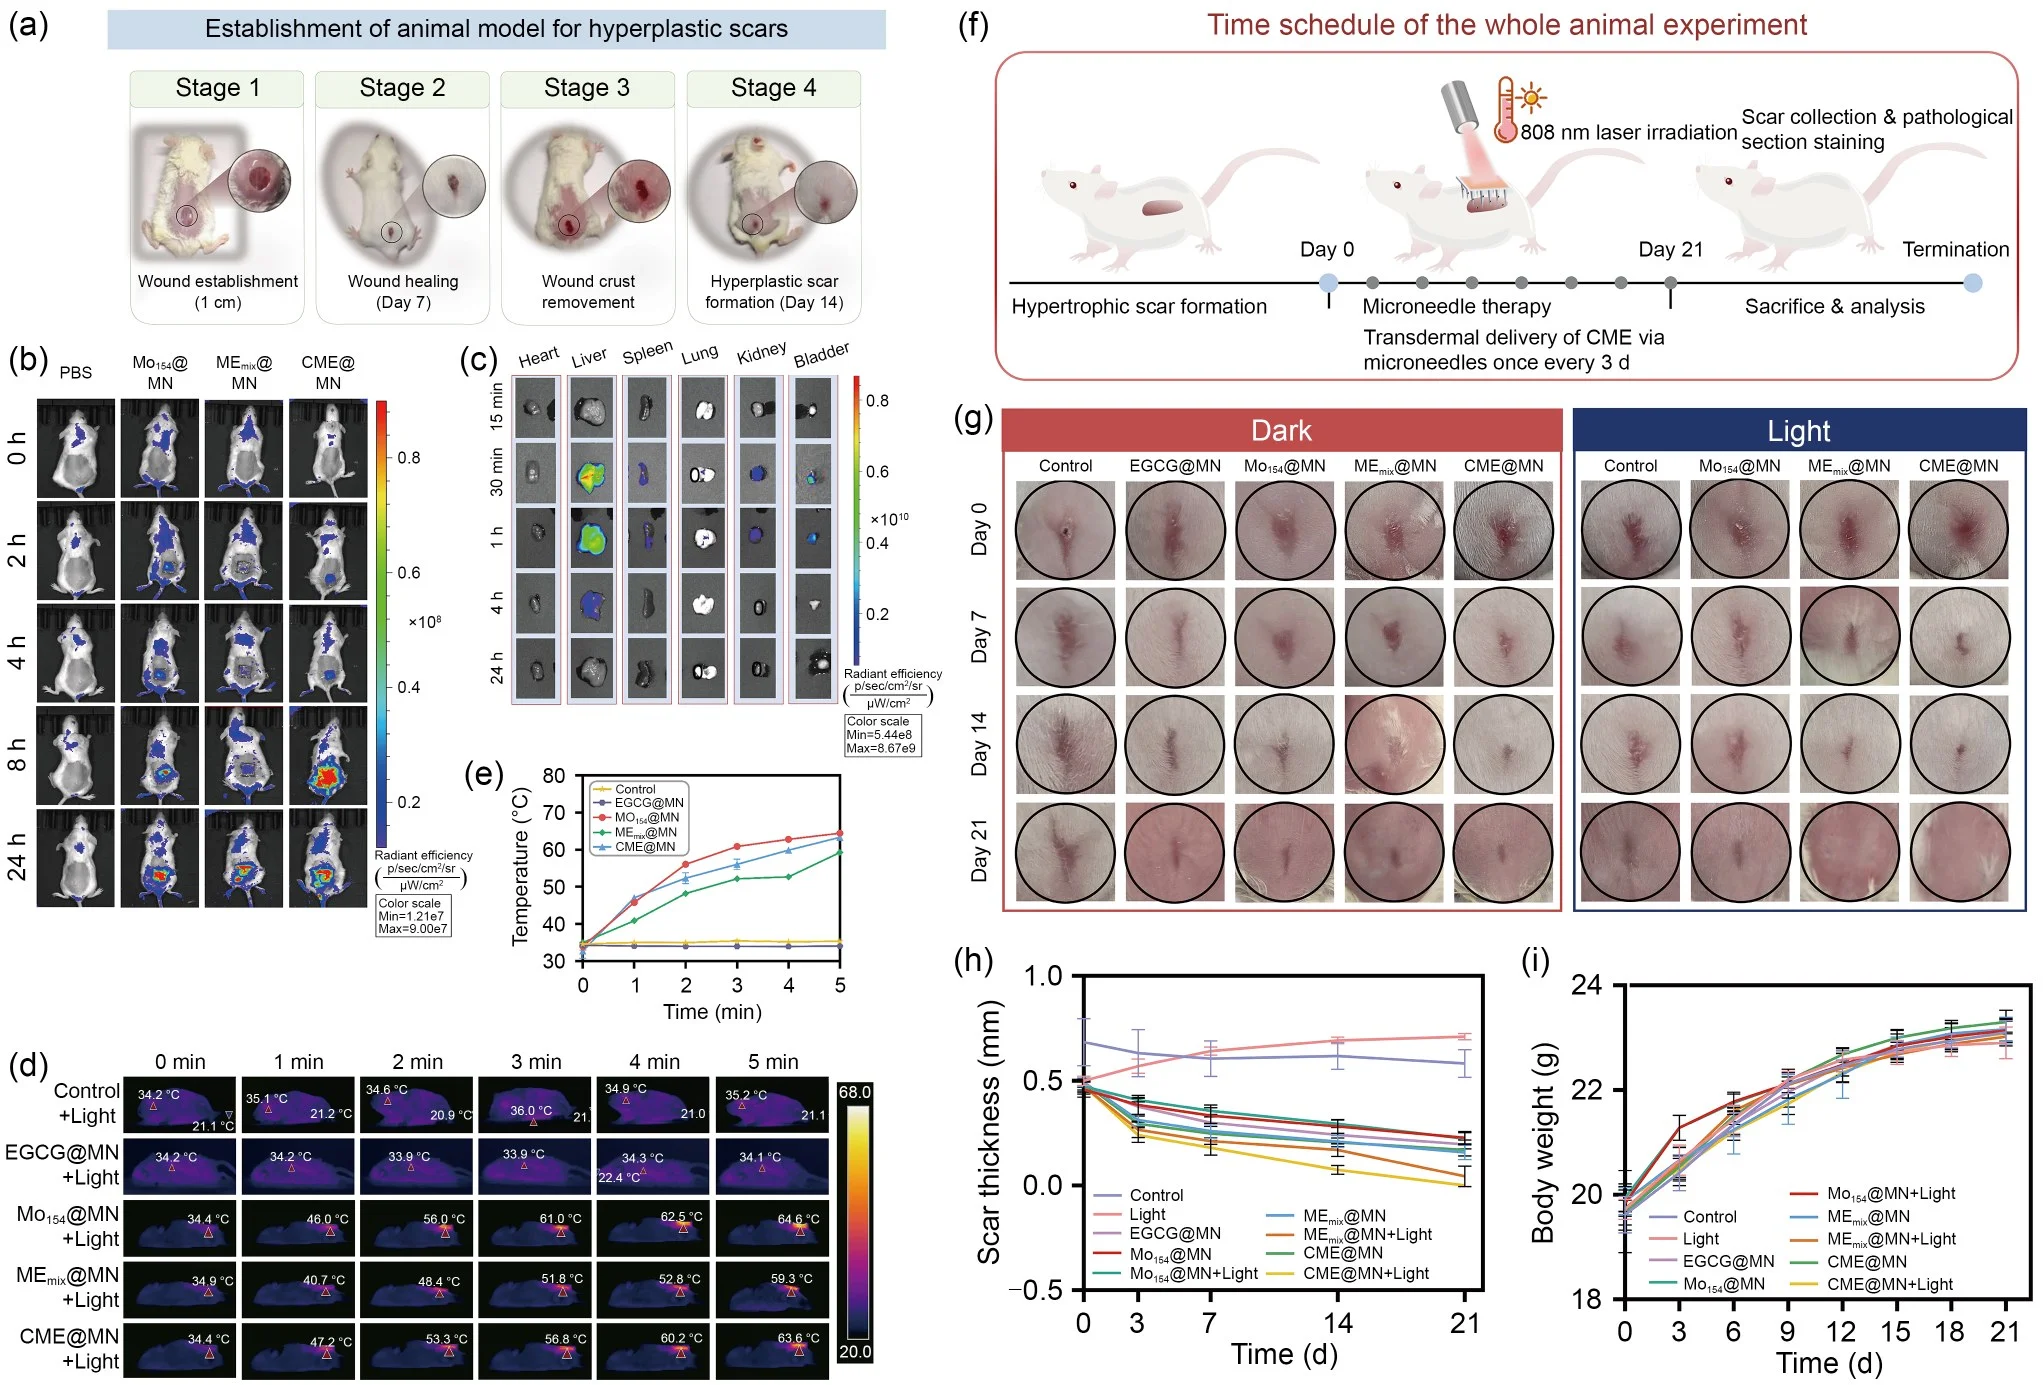 (a)
Establishment of animal model for hyperplastic scars
Stage 1
Stage 2
Stage 3
Stage 4
Wound establishment
(1 cm)
Wound healing
(Day 7)
Wound crust
removement
Hyperplastic scar
formation (Day 14)
(b)
PBS
Mo154@
MN
MEmix@
MN
CME@
MN
0 h
2 h
4 h
8 h
24 h
0.8
0.6
×10⁸
0.4
0.2
Radiant efficiency
(p/sec/cm²/sr / µW/cm²)
Color scale
Min=1.21e7
Max=9.00e7
(c)
Heart
Liver
Spleen
Lung
Kidney
Bladder
15 min
30 min
1 h
4 h
24 h
0.8
0.6
×10¹⁰
0.4
0.2
Radiant efficiency
(p/sec/cm²/sr / µW/cm²)
Color scale
Min=5.44e8
Max=8.67e9
(e)
Temperature (°C)
80
70
60
50
40
30
Control
EGCG@MN
MO154@MN
MEmix@MN
CME@MN
0 1 2 3 4 5
Time (min)
(d)
0 min 1 min 2 min 3 min 4 min 5 min
Control
+Light
34.2 °C 21.1 °C
35.1 °C 21.2 °C
34.6 °C 20.9 °C
36.0 °C 21.
34.9 °C 21.0
35.2 °C 21.1
EGCG@MN
+Light
34.2 °C
34.2 °C
33.9 °C
33.9 °C
34.3 °C 22.4 °C
34.1 °C
Mo154@MN
+Light
34.4 °C
46.0 °C
56.0 °C
61.0 °C
62.5 °C
64.6 °C
MEmix@MN
+Light
34.9 °C
40.7 °C
48.4 °C
51.8 °C
52.8 °C
59.3 °C
CME@MN
+Light
34.4 °C
47.2 °C
53.3 °C
56.8 °C
60.2 °C
63.6 °C
68.0
20.0
(f)
Time schedule of the whole animal experiment
808 nm laser irradiation
Scar collection & pathological
section staining
Day 0
Day 21
Termination
Hypertrophic scar formation
Microneedle therapy
Sacrifice & analysis
Transdermal delivery of CME via
microneedles once every 3 d
(g)
Dark
Light
Control EGCG@MN Mo154@MN MEmix@MN CME@MN
Control Mo154@MN MEmix@MN CME@MN
Day 0
Day 7
Day 14
Day 21
(h)
Scar thickness (mm)
1.0
0.5
0.0
−0.5
Control
Light
EGCG@MN
Mo154@MN
Mo154@MN+Light
MEmix@MN
MEmix@MN+Light
CME@MN
CME@MN+Light
0 3 7 14 21
Time (d)
(i)
Body weight (g)
24
22
20
18
Control
Light
EGCG@MN
Mo154@MN
Mo154@MN+Light
MEmix@MN
MEmix@MN+Light
CME@MN
CME@MN+Light
0 3 6 9 12 15 18 21
Time (d)